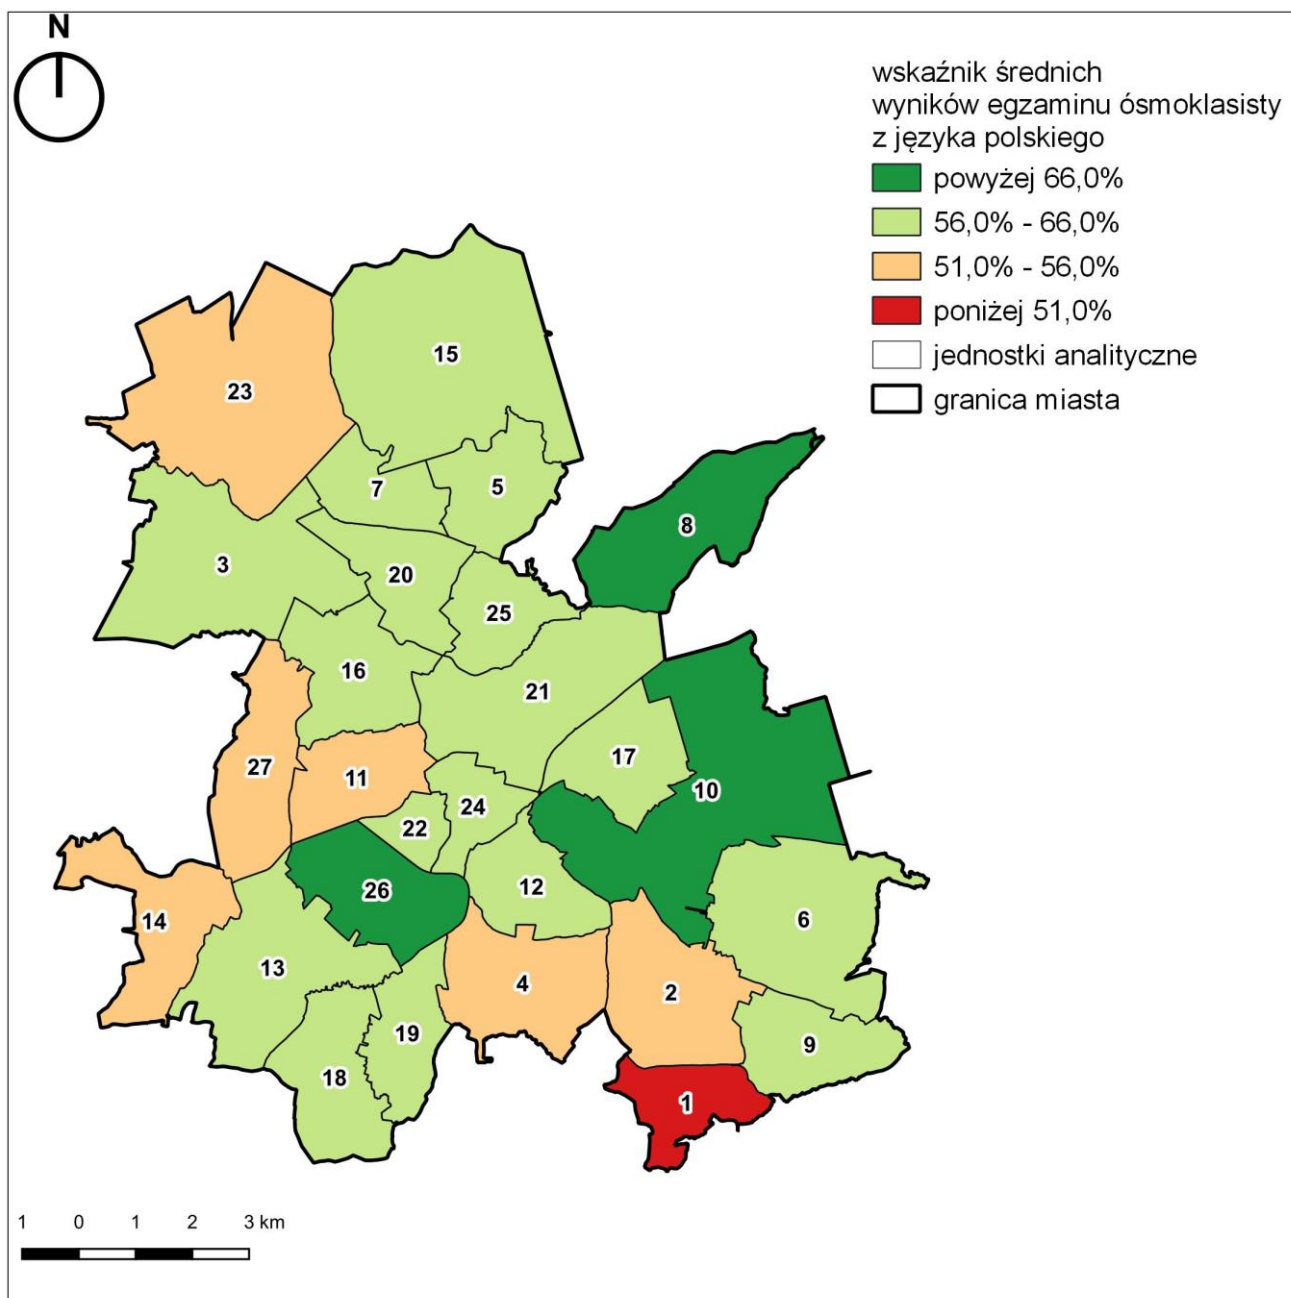 N
wskaźnik średnich
wyników egzaminu ósmoklasisty
z języka polskiego
powyżej 66,0%
56,0% - 66,0%
51,0% - 56,0%
poniżej 51,0%
jednostki analityczne
granica miasta
15
23
7
5
8
3
20
25
16
21
27
11
17
10
24
22
26
12
14
6
13
4
2
19
9
18
1
1 0 1 2 3 km